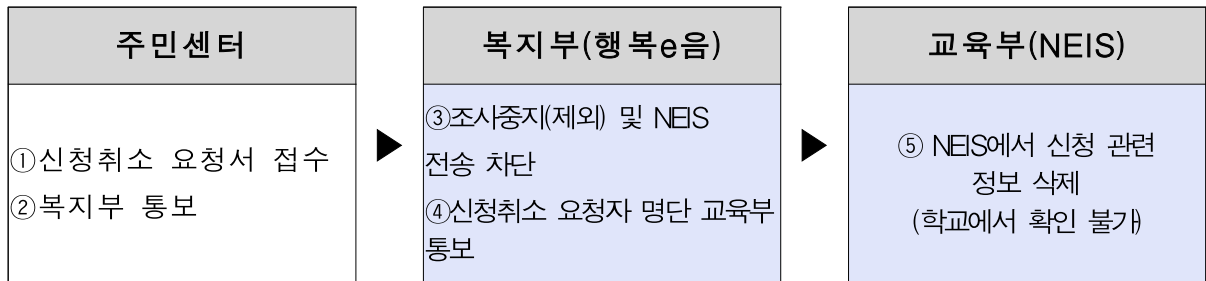 주민센터
①신청취소 요청서 접수
②복지부 통보
▶
복지부(행복e음)
③조사중지(제외) 및 NEIS
전송 차단
④신청취소 요청자 명단 교육부
통보
▶
교육부(NEIS)
⑤ NEIS에서 신청 관련
정보 삭제
(학교에서 확인 불가)